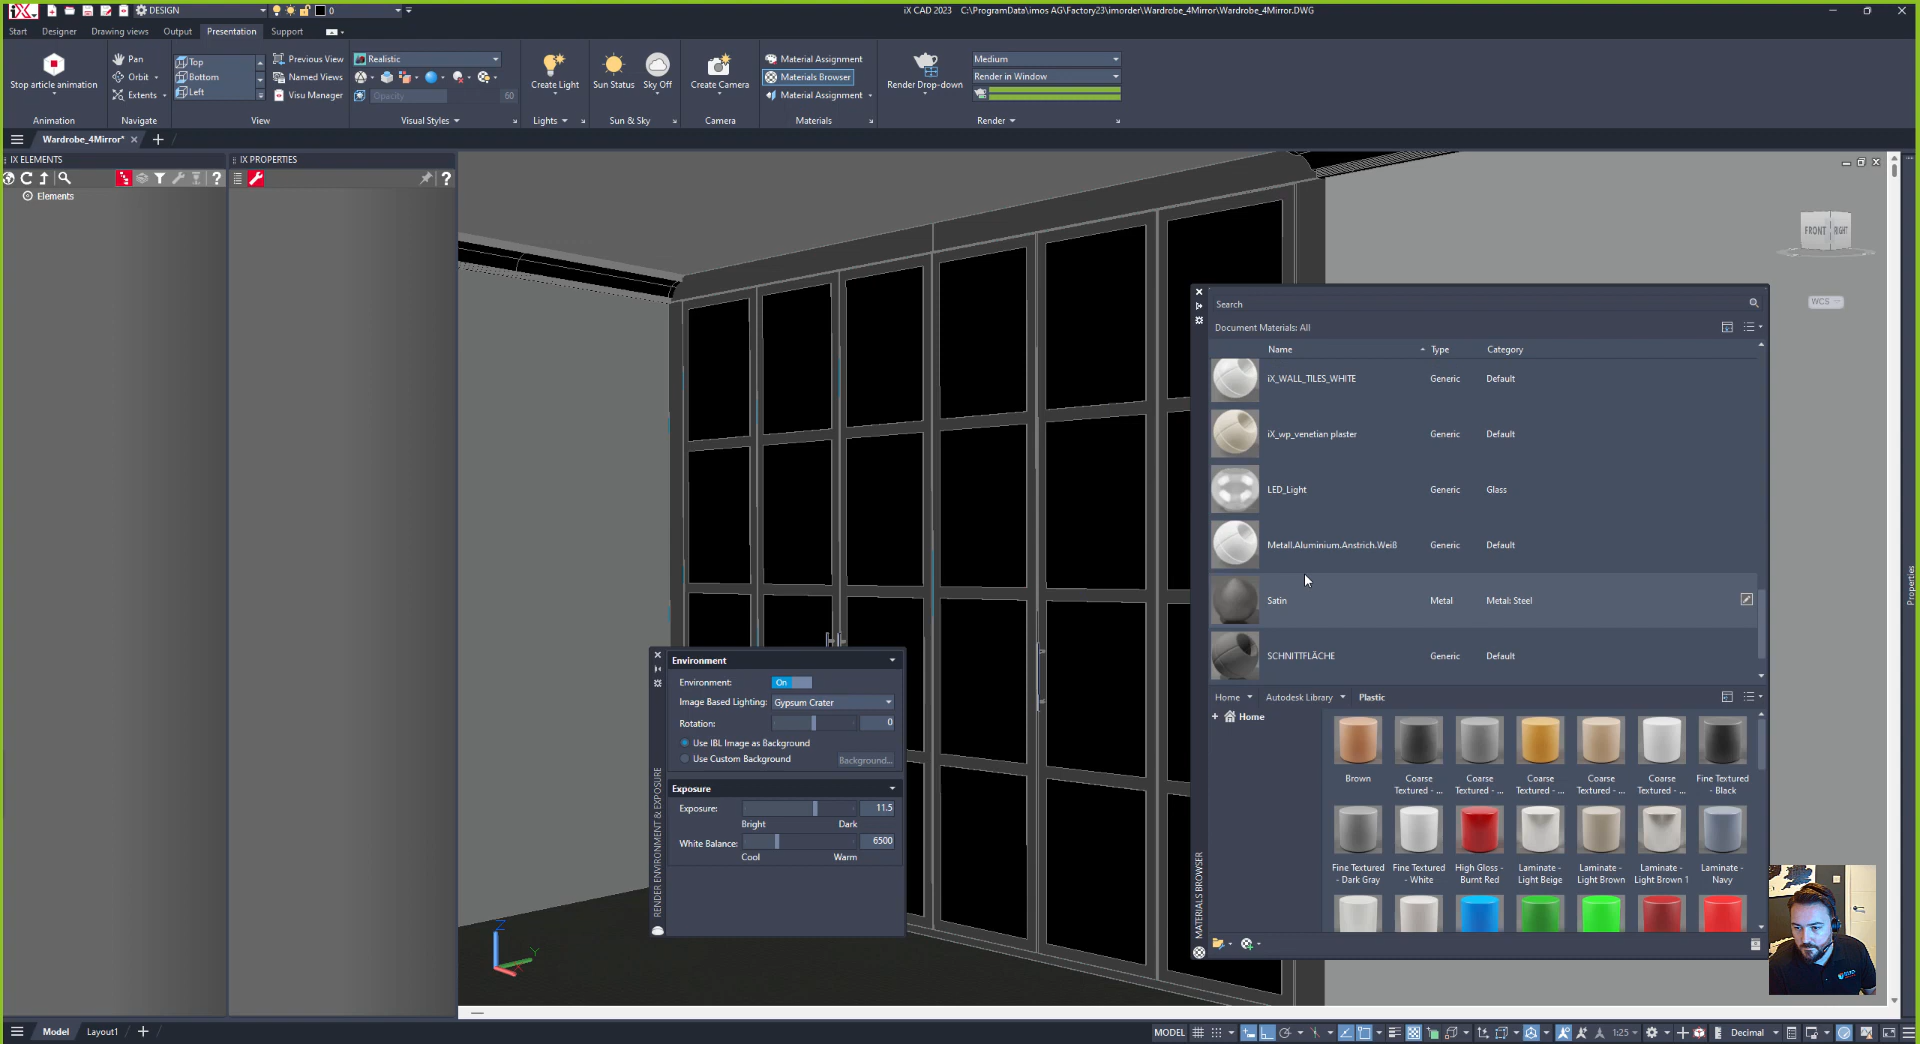 DESIGN
0
iX CAD 2023 C:\ProgramData\imos AG\Factory23\imorder\Wardrobe_4Mirror\Wardrobe_4Mirror.DWG
Start Designer Drawing views Output Presentation Support
Stop article animation
Animation
Pan
Orbit
Extents
Navigate
Top
Bottom
Left
View
Previous View
Named Views
Visu Manager
Realistic
Opacity 60
Visual Styles
Create Light
Lights
Sun Status
Sky Off
Sun & Sky
Create Camera
Camera
Material Assignment
Materials Browser
Material Assignment
Materials
Render Drop-down
Medium
Render in Window
Render
Wardrobe_4Mirror*
IX ELEMENTS
IX PROPERTIES
Elements
FRONT RIGHT
WCS
Search
Document Materials: All
Name Type Category
iX_WALL_TILES_WHITE Generic Default
iX_wp_venetian plaster Generic Default
LED_Light Generic Glass
Metall.Aluminium.Anstrich.Weiß Generic Default
Satin Metal Metal: Steel
SCHNITTFLÄCHE Generic Default
Home Autodesk Library Plastic
Home
Brown
Coarse Textured - ...
Coarse Textured - ...
Coarse Textured - ...
Coarse Textured - ...
Coarse Textured - ...
Fine Textured - Black
Fine Textured - Dark Gray
Fine Textured - White
High Gloss - Burnt Red
Laminate - Light Beige
Laminate - Light Brown
Laminate - Light Brown 1
Laminate - Navy
MATERIALS BROWSER
Environment
Environment: On
Image Based Lighting: Gypsum Crater
Rotation: 0
Use IBL Image as Background
Use Custom Background Background...
Exposure
Exposure: 11.5
Bright Dark
White Balance: 6500
Cool Warm
RENDER ENVIRONMENT & EXPOSURE
Properties
Z
Y
X
Model Layout1
MODEL 1:25 Decimal